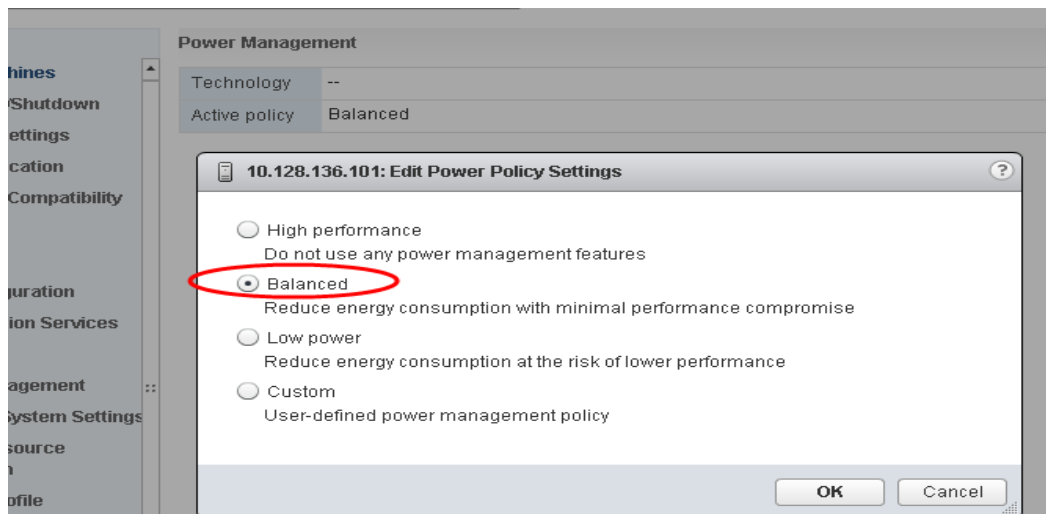 Power Management
hines
Technology --
/Shutdown
Active policy Balanced
ettings
cation
Compatibility
10.128.136.101: Edit Power Policy Settings
?
High performance
Do not use any power management features
Balanced
Reduce energy consumption with minimal performance compromise
Low power
Reduce energy consumption at the risk of lower performance
Custom
User-defined power management policy
juration
ion Services
agement
System Settings
source
ofile
OK Cancel